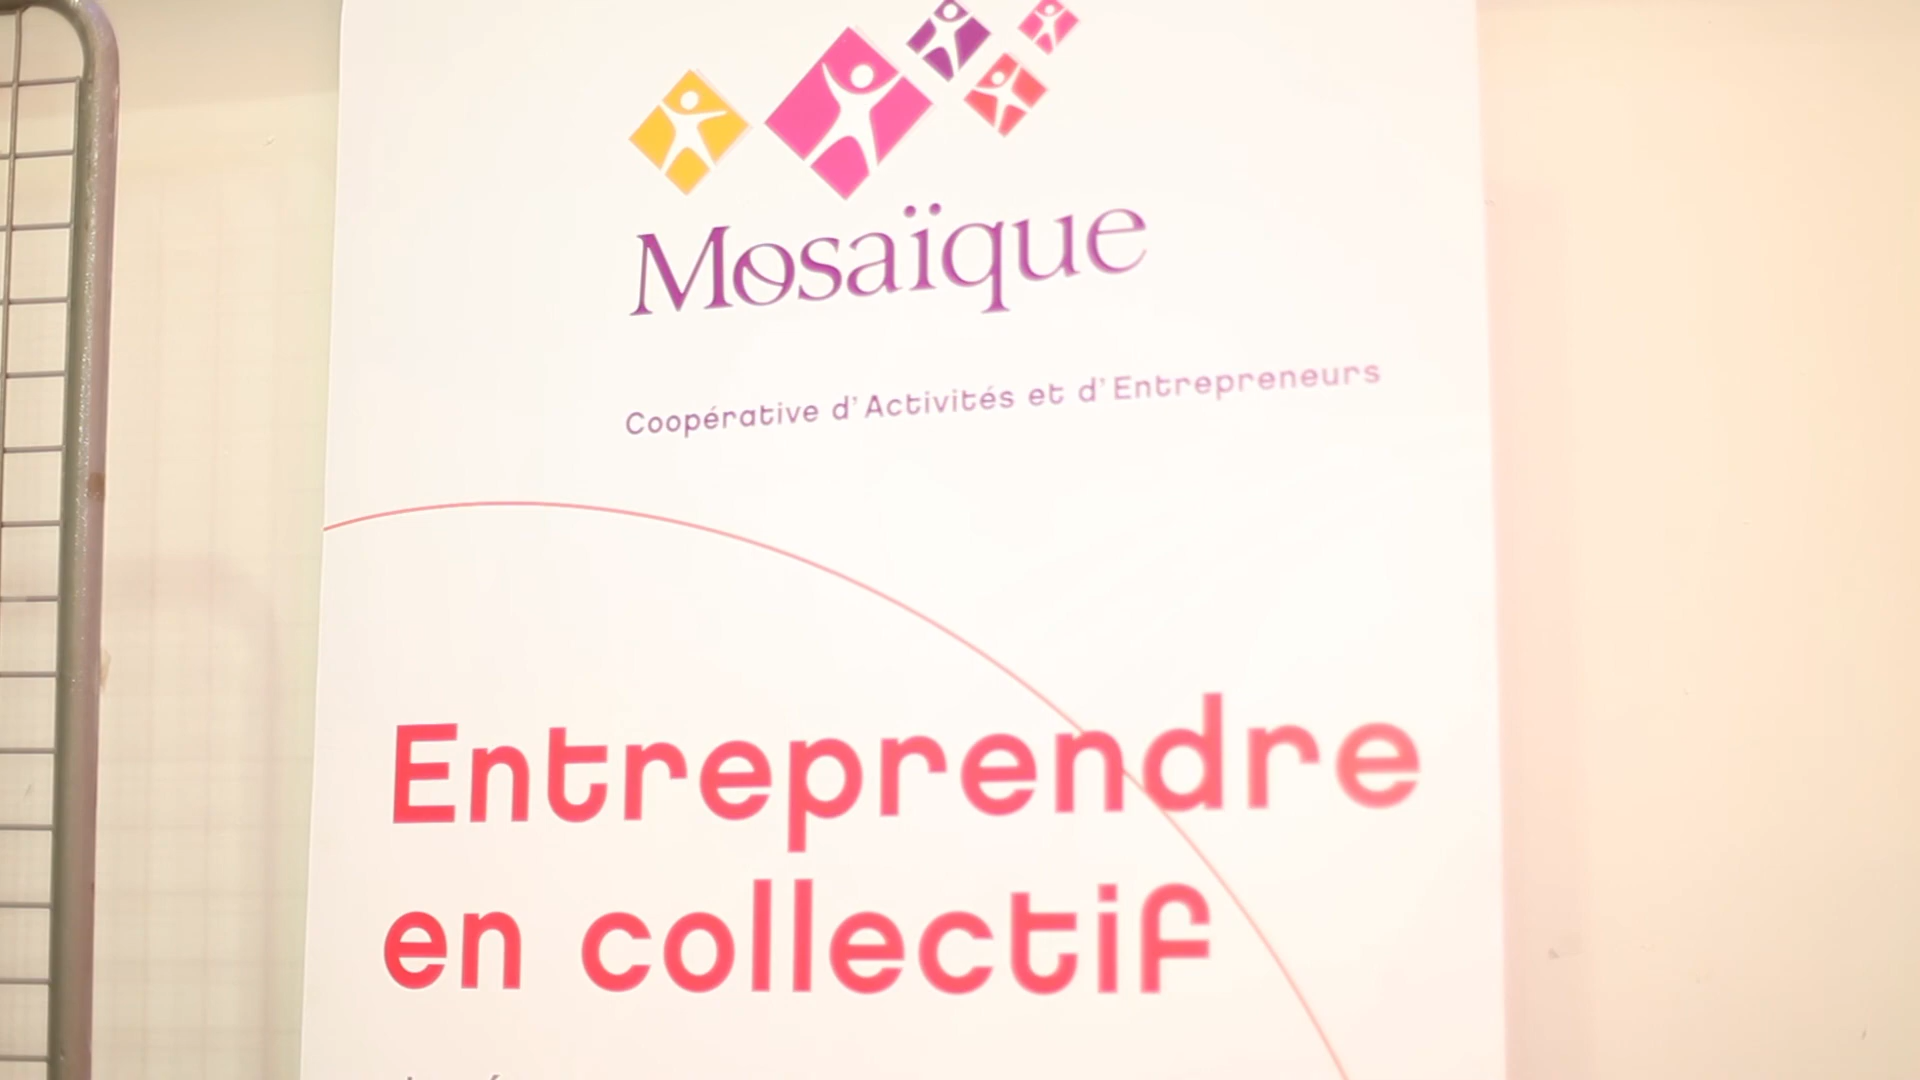 Mosaïque
Coopérative d'Activités et d'Entrepreneurs
Entreprendre
en collectif